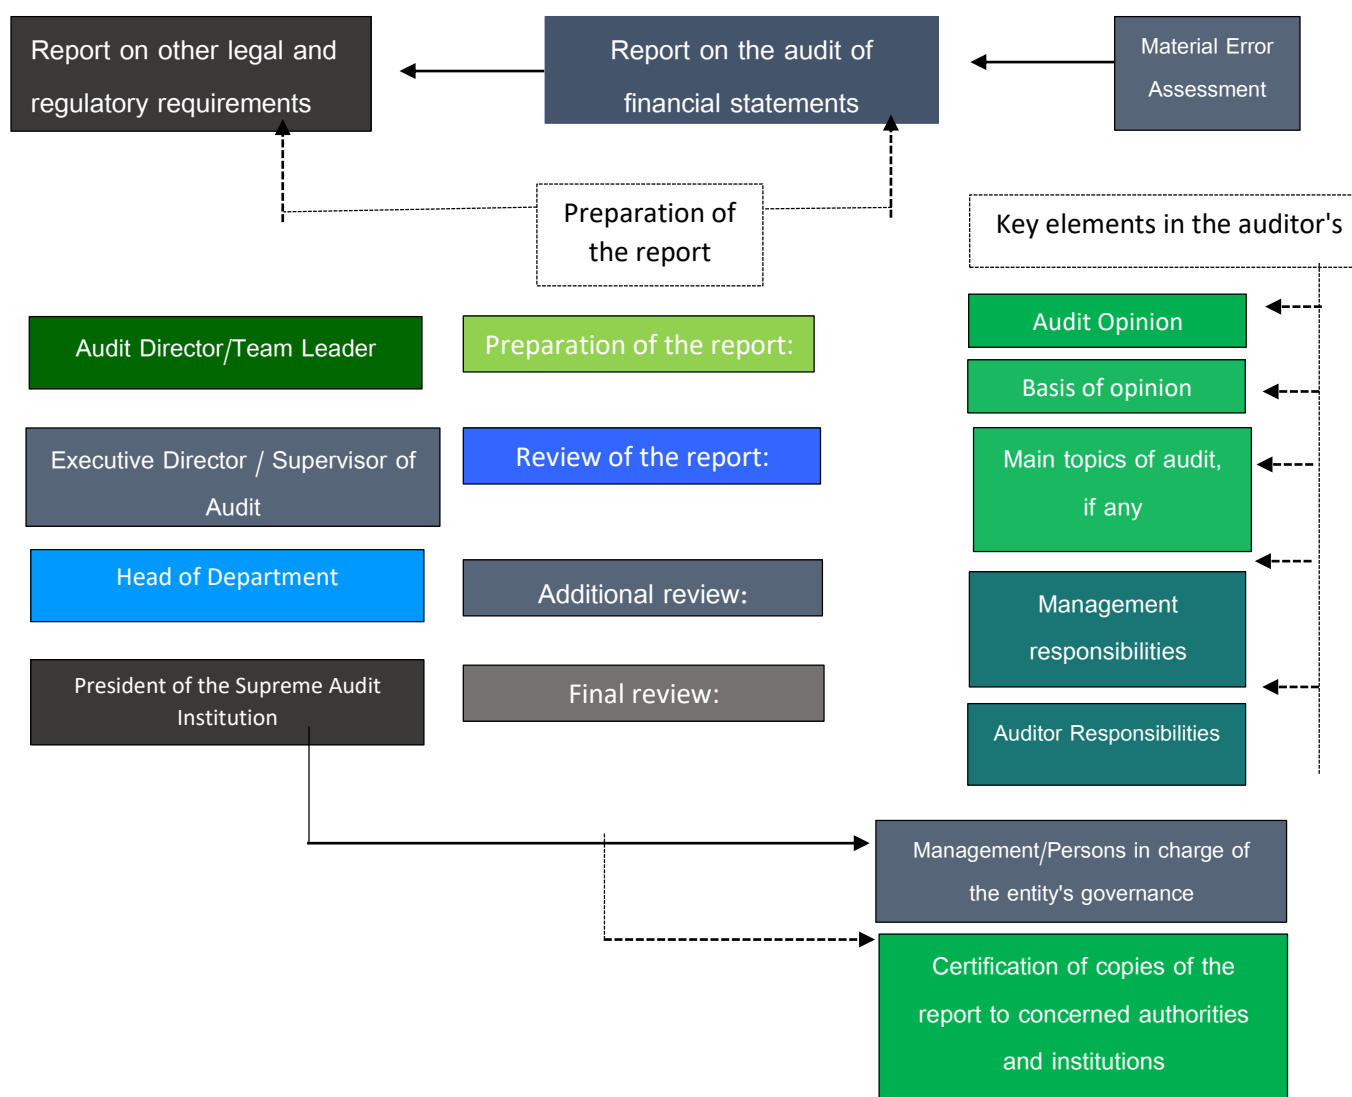 Report on other legal and
regulatory requirements
Report on the audit of
financial statements
Material Error
Assessment
Preparation of
the report
Key elements in the auditor's
Audit Director/Team Leader
Preparation of the report:
Audit Opinion
Basis of opinion
Executive Director / Supervisor of
Audit
Review of the report:
Main topics of audit,
if any
Head of Department
Additional review:
Management
responsibilities
President of the Supreme Audit
Institution
Final review:
Auditor Responsibilities
Management/Persons in charge of
the entity's governance
Certification of copies of the
report to concerned authorities
and institutions